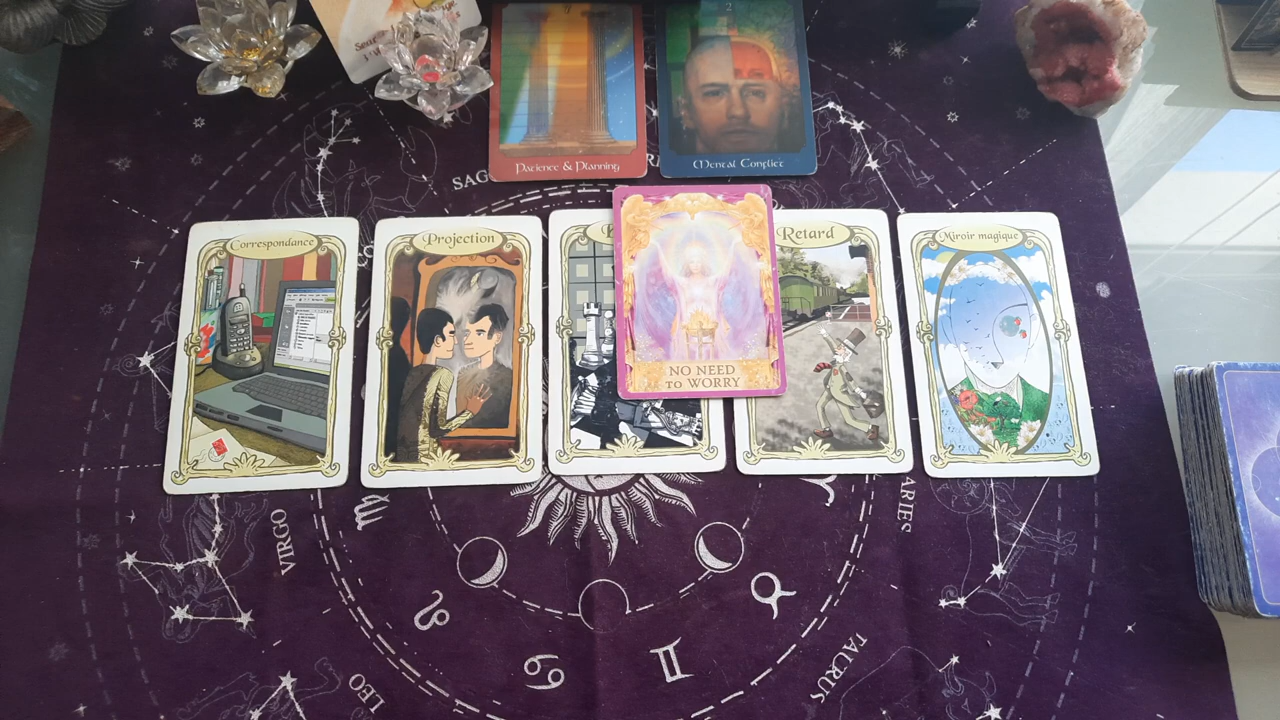 Patience & Planning
Mental Conflict
SAG
Correspondance
Projection
Retard
Miroir magique
NO NEED
TO WORRY
VIRGO
ARIES
LEO
TAURUS